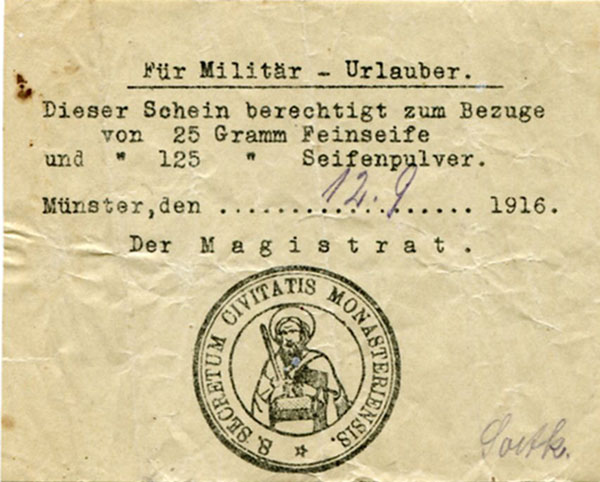 Für Militär - Urlauber.
Dieser Schein berechtigt zum Bezuge
von 25 Gramm Feinseife
und " 125 " Seifenpulver.
Münster, den ..12.9.. 1916.
Der Magistrat.
S. SECRETUM CIVITATIS MONASTERIENSIS.